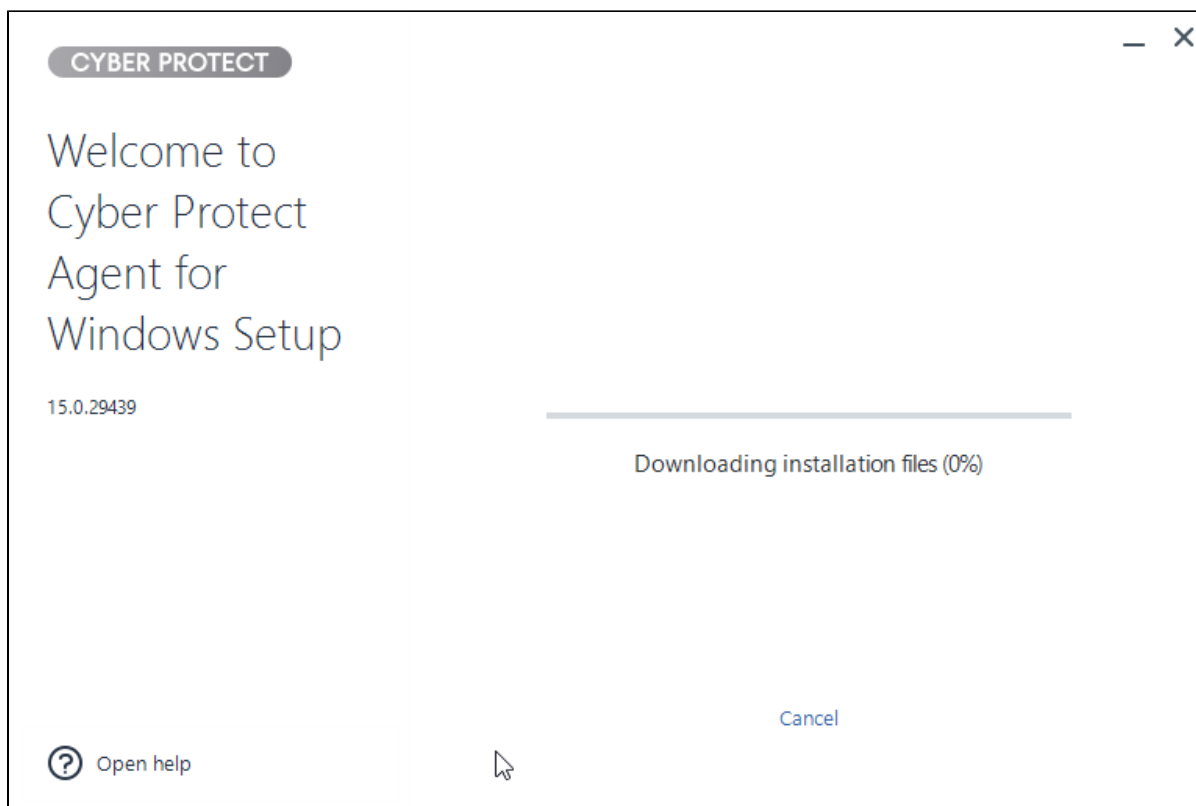 CYBER PROTECT
Welcome to
Cyber Protect
Agent for
Windows Setup
15.0.29439
Downloading installation files (0%)
Cancel
Open help